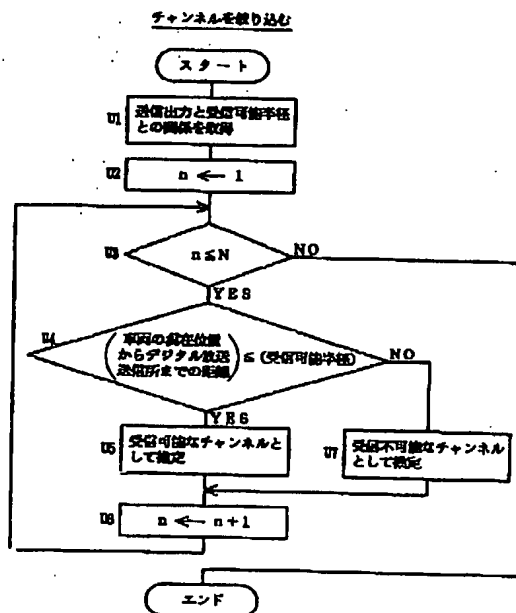 チャンネルを絞り込む
スタート
U1
送信出力と受信可能半径
との関係を取得
U2
n ← 1
U3
n≦N
NO
YES
U4
車両の現在位置
からデジタル放送
送信所までの距離
≦(受信可能半径)
NO
YES
U5
受信可能なチャンネルと
して推定
U7
受信不可能なチャンネル
として推定
U6
n ← n+1
エンド